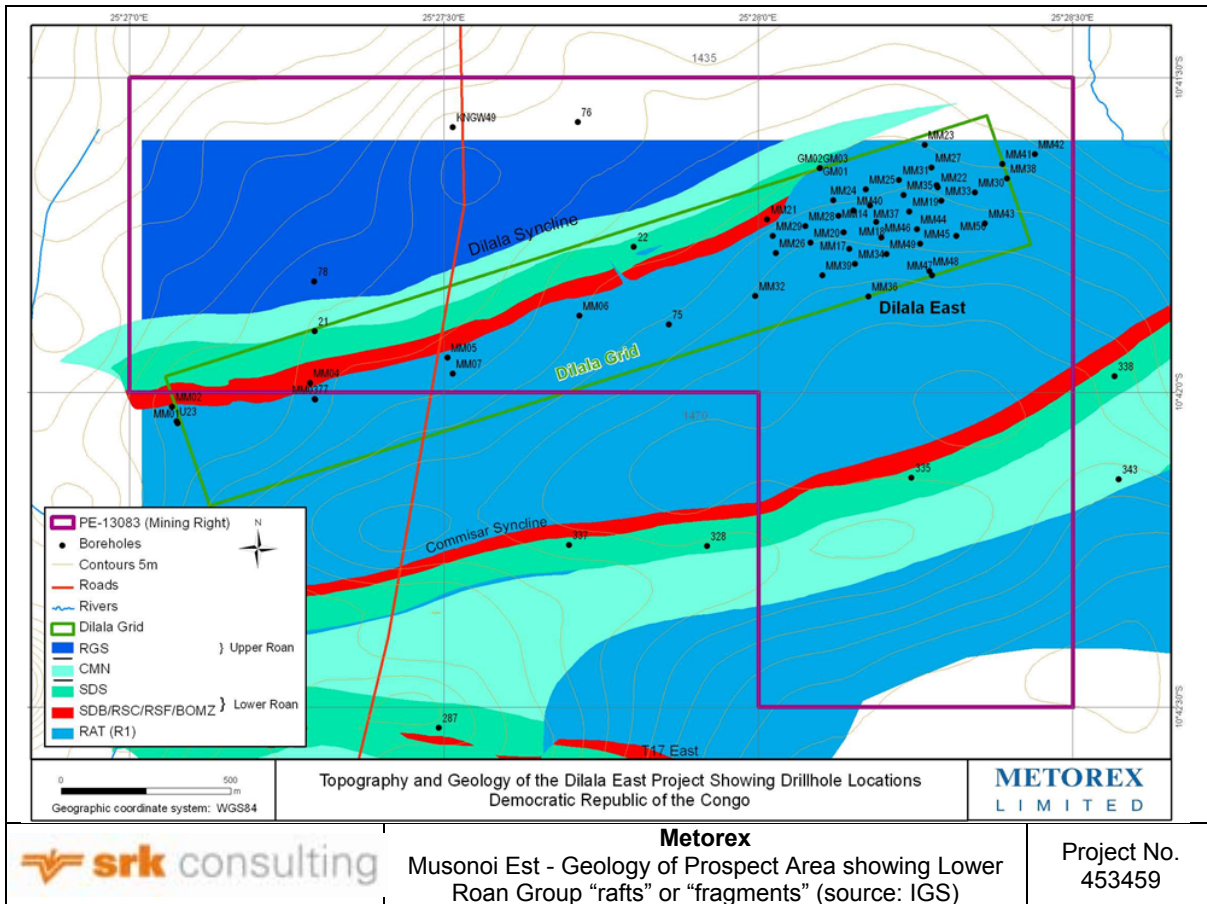 25°27'0"E
25°27'30"E
25°28'0"E
25°28'30"E
1435
10°41'30"S
KNGW49
76
MM23
MM42
MM41
GM02GM03
MM27
GM01
MM38
MM31
MM25
MM22
MM30
MM35
MM33
MM24
MM40
MM19
MM21
MM28
MM14
MM37
MM44
MM43
Dilala Syncline
22
MM29
MM20
MM18
MM46
MM45
MM50
MM26
MM17
MM49
MM34
78
MM39
MM47
MM48
MM32
MM36
MM06
Dilala East
21
75
MM05
Dilala Grid
MM07
MM04
338
MM0377
10°42'0"S
MM02
1470
MM01
U23
335
343
Commisar Syncline
337
328
PE-13083 (Mining Right)
N
Boreholes
Contours 5m
Roads
Rivers
Dilala Grid
RGS
} Upper Roan
CMN
SDS
SDB/RSC/RSF/BOMZ
} Lower Roan
RAT (R1)
10°42'30"S
287
T17 East
0 500
m
Geographic coordinate system: WGS84
Topography and Geology of the Dilala East Project Showing Drillhole Locations
Democratic Republic of the Congo
METOREX
LIMITED
srk consulting
Metorex
Musonoi Est - Geology of Prospect Area showing Lower
Roan Group “rafts” or “fragments” (source: IGS)
Project No.
453459